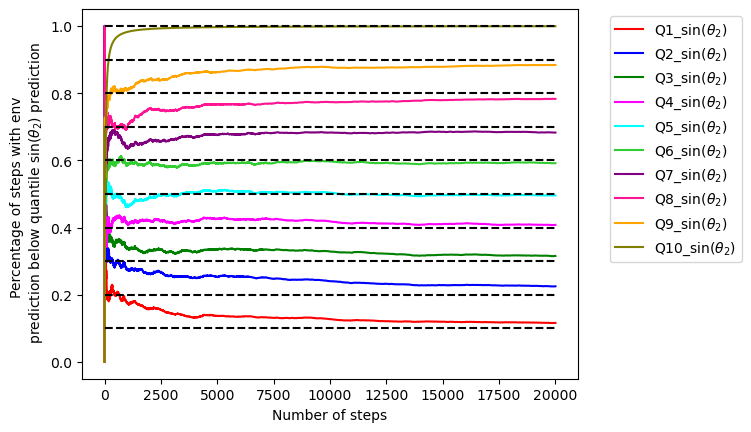 Percentage of steps with env
prediction below quantile sin(θ₂) prediction
1.0
0.8
0.6
0.4
0.2
0.0
0
2500
5000
7500
10000
12500
15000
17500
20000
Number of steps
Q1_sin(θ₂)
Q2_sin(θ₂)
Q3_sin(θ₂)
Q4_sin(θ₂)
Q5_sin(θ₂)
Q6_sin(θ₂)
Q7_sin(θ₂)
Q8_sin(θ₂)
Q9_sin(θ₂)
Q10_sin(θ₂)